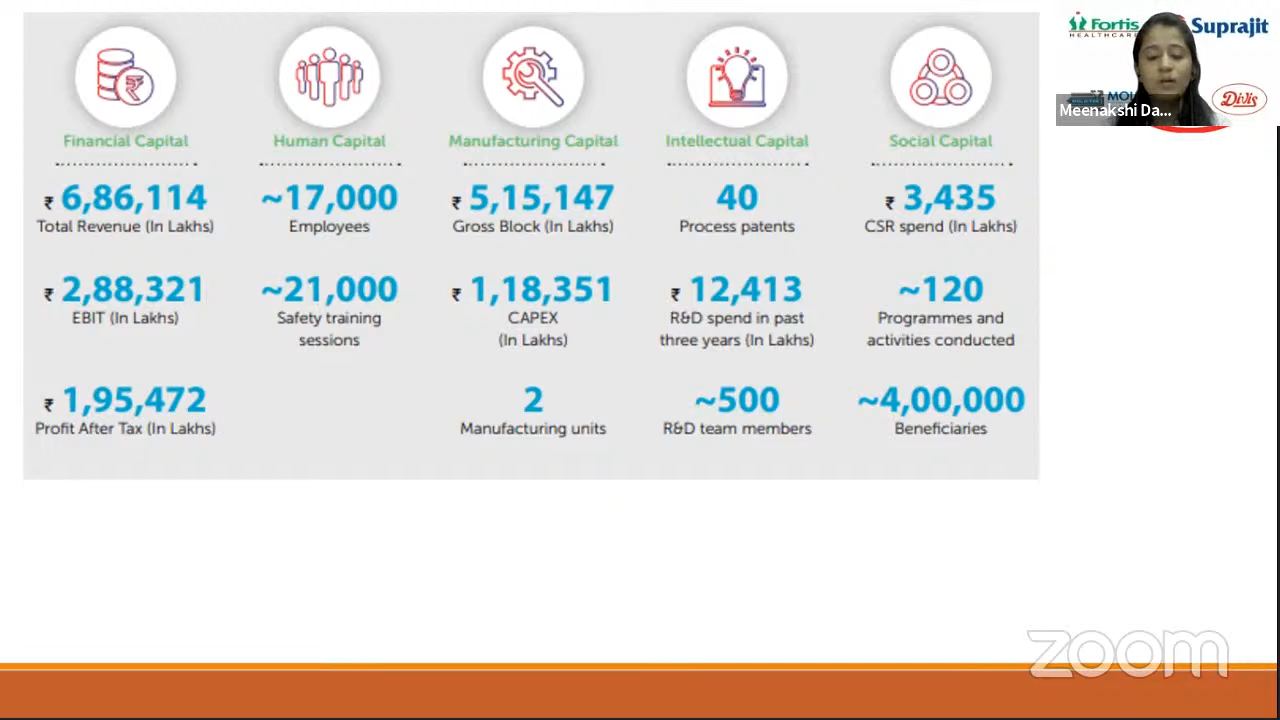 Fortis
HEALTHCARE
Suprajit
Divis
Meenakshi Da...
Financial Capital
₹ 6,86,114
Total Revenue (In Lakhs)
₹ 2,88,321
EBIT (In Lakhs)
₹ 1,95,472
Profit After Tax (In Lakhs)
Human Capital
~17,000
Employees
~21,000
Safety training
sessions
Manufacturing Capital
₹ 5,15,147
Gross Block (In Lakhs)
₹ 1,18,351
CAPEX
(In Lakhs)
2
Manufacturing units
Intellectual Capital
40
Process patents
₹ 12,413
R&D spend in past
three years (In Lakhs)
~500
R&D team members
Social Capital
₹ 3,435
CSR spend (In Lakhs)
~120
Programmes and
activities conducted
~4,00,000
Beneficiaries
zoom